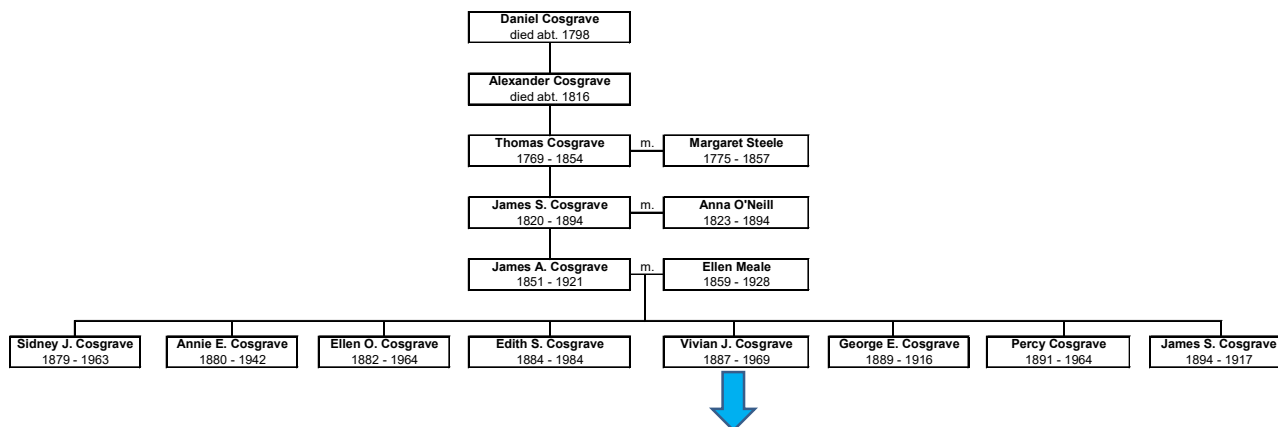 Daniel Cosgrave
died abt. 1798
Alexander Cosgrave
died abt. 1816
Thomas Cosgrave
1769 - 1854
m.
Margaret Steele
1775 - 1857
James S. Cosgrave
1820 - 1894
m.
Anna O'Neill
1823 - 1894
James A. Cosgrave
1851 - 1921
m.
Ellen Meale
1859 - 1928
Sidney J. Cosgrave
1879 - 1963
Annie E. Cosgrave
1880 - 1942
Ellen O. Cosgrave
1882 - 1964
Edith S. Cosgrave
1884 - 1984
Vivian J. Cosgrave
1887 - 1969
George E. Cosgrave
1889 - 1916
Percy Cosgrave
1891 - 1964
James S. Cosgrave
1894 - 1917